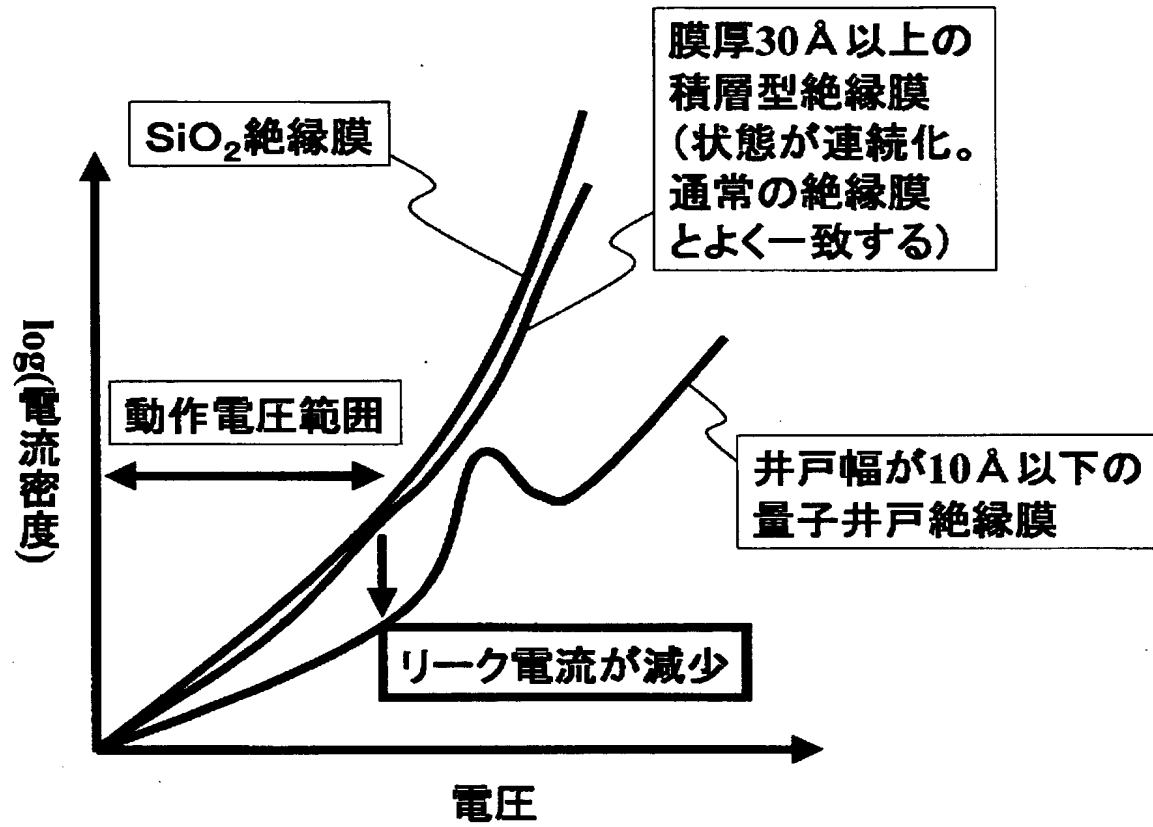 膜厚30Å以上の
積層型絶縁膜
（状態が連続化。
通常の絶縁膜
とよく一致する）
SiO₂絶縁膜
log(電流密度)
動作電圧範囲
井戸幅が10Å以下の
量子井戸絶縁膜
リーク電流が減少
電圧